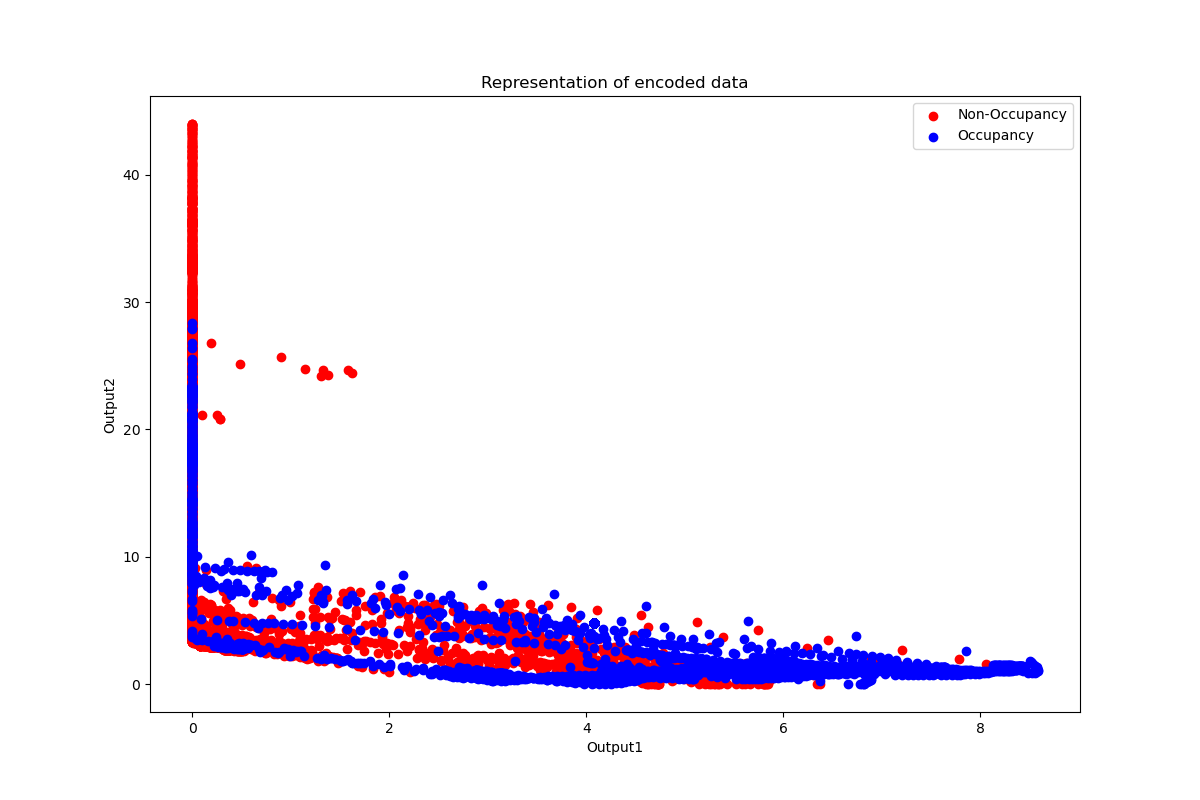 Representation of encoded data
Non-Occupancy
Occupancy
40
30
20
10
0
Output2
0 2 4 6 8
Output1